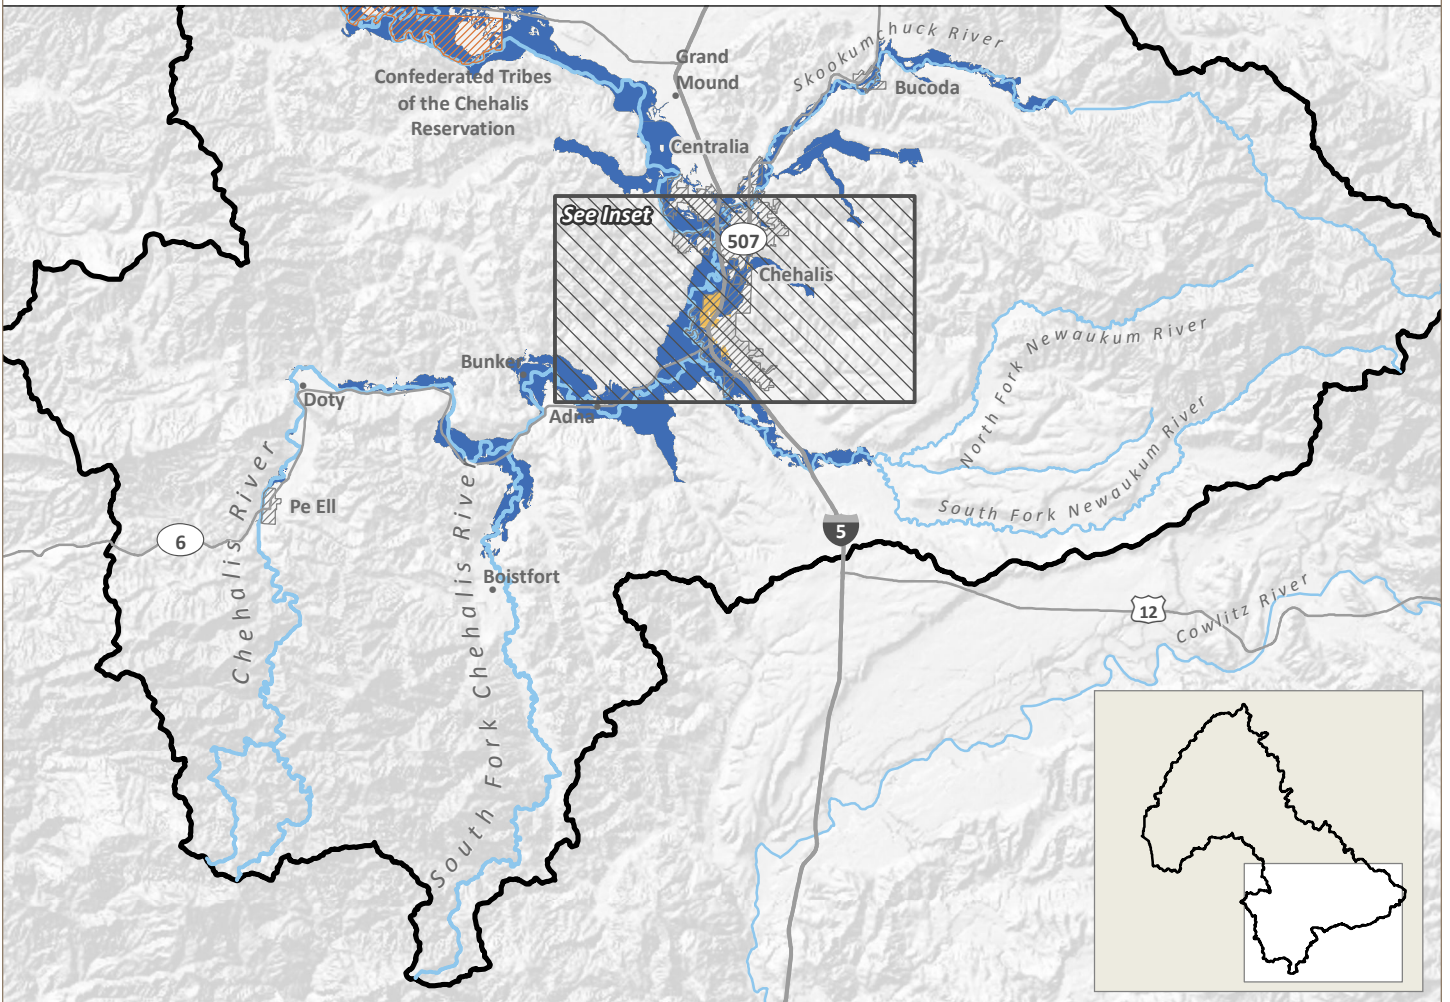 Skookumchuck River
Grand
Mound
Confederated Tribes
of the Chehalis
Reservation
Bucoda
Centralia
See Inset
507
Chehalis
North Fork Newaukum River
Bunker
Doty
Adna
South Fork Newaukum River
Chehalis River
Pe Ell
6
5
South Fork Chehalis River
Boistfort
12
Cowlitz River